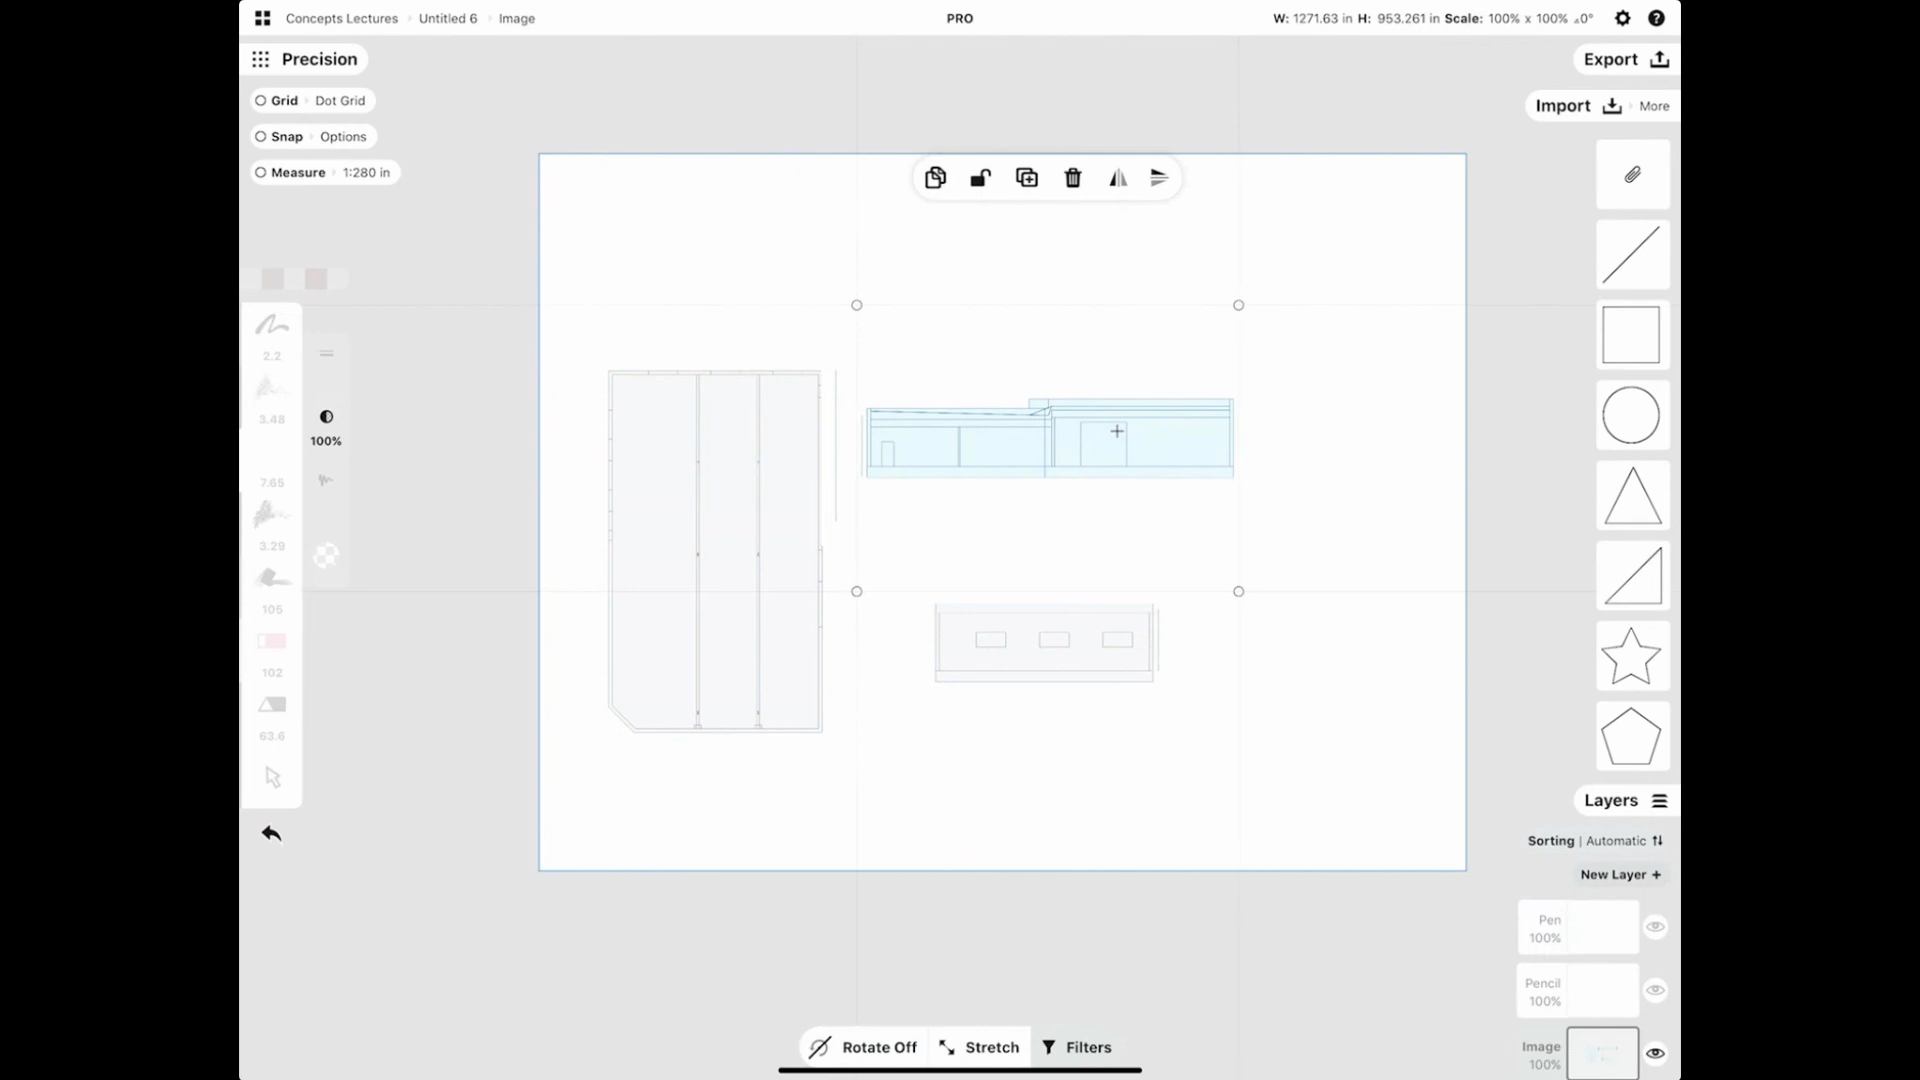 Concepts Lectures › Untitled 6 › Image
PRO
W: 1271.63 in H: 953.261 in Scale: 100% x 100% ⊿0°
Precision
Export
Grid › Dot Grid
Import › More
Snap › Options
Measure › 1:280 in
2.2
3.48
100%
7.65
3.29
105
102
63.6
Layers
Sorting | Automatic
New Layer +
Pen
100%
Pencil
100%
Image
100%
Rotate Off
Stretch
Filters